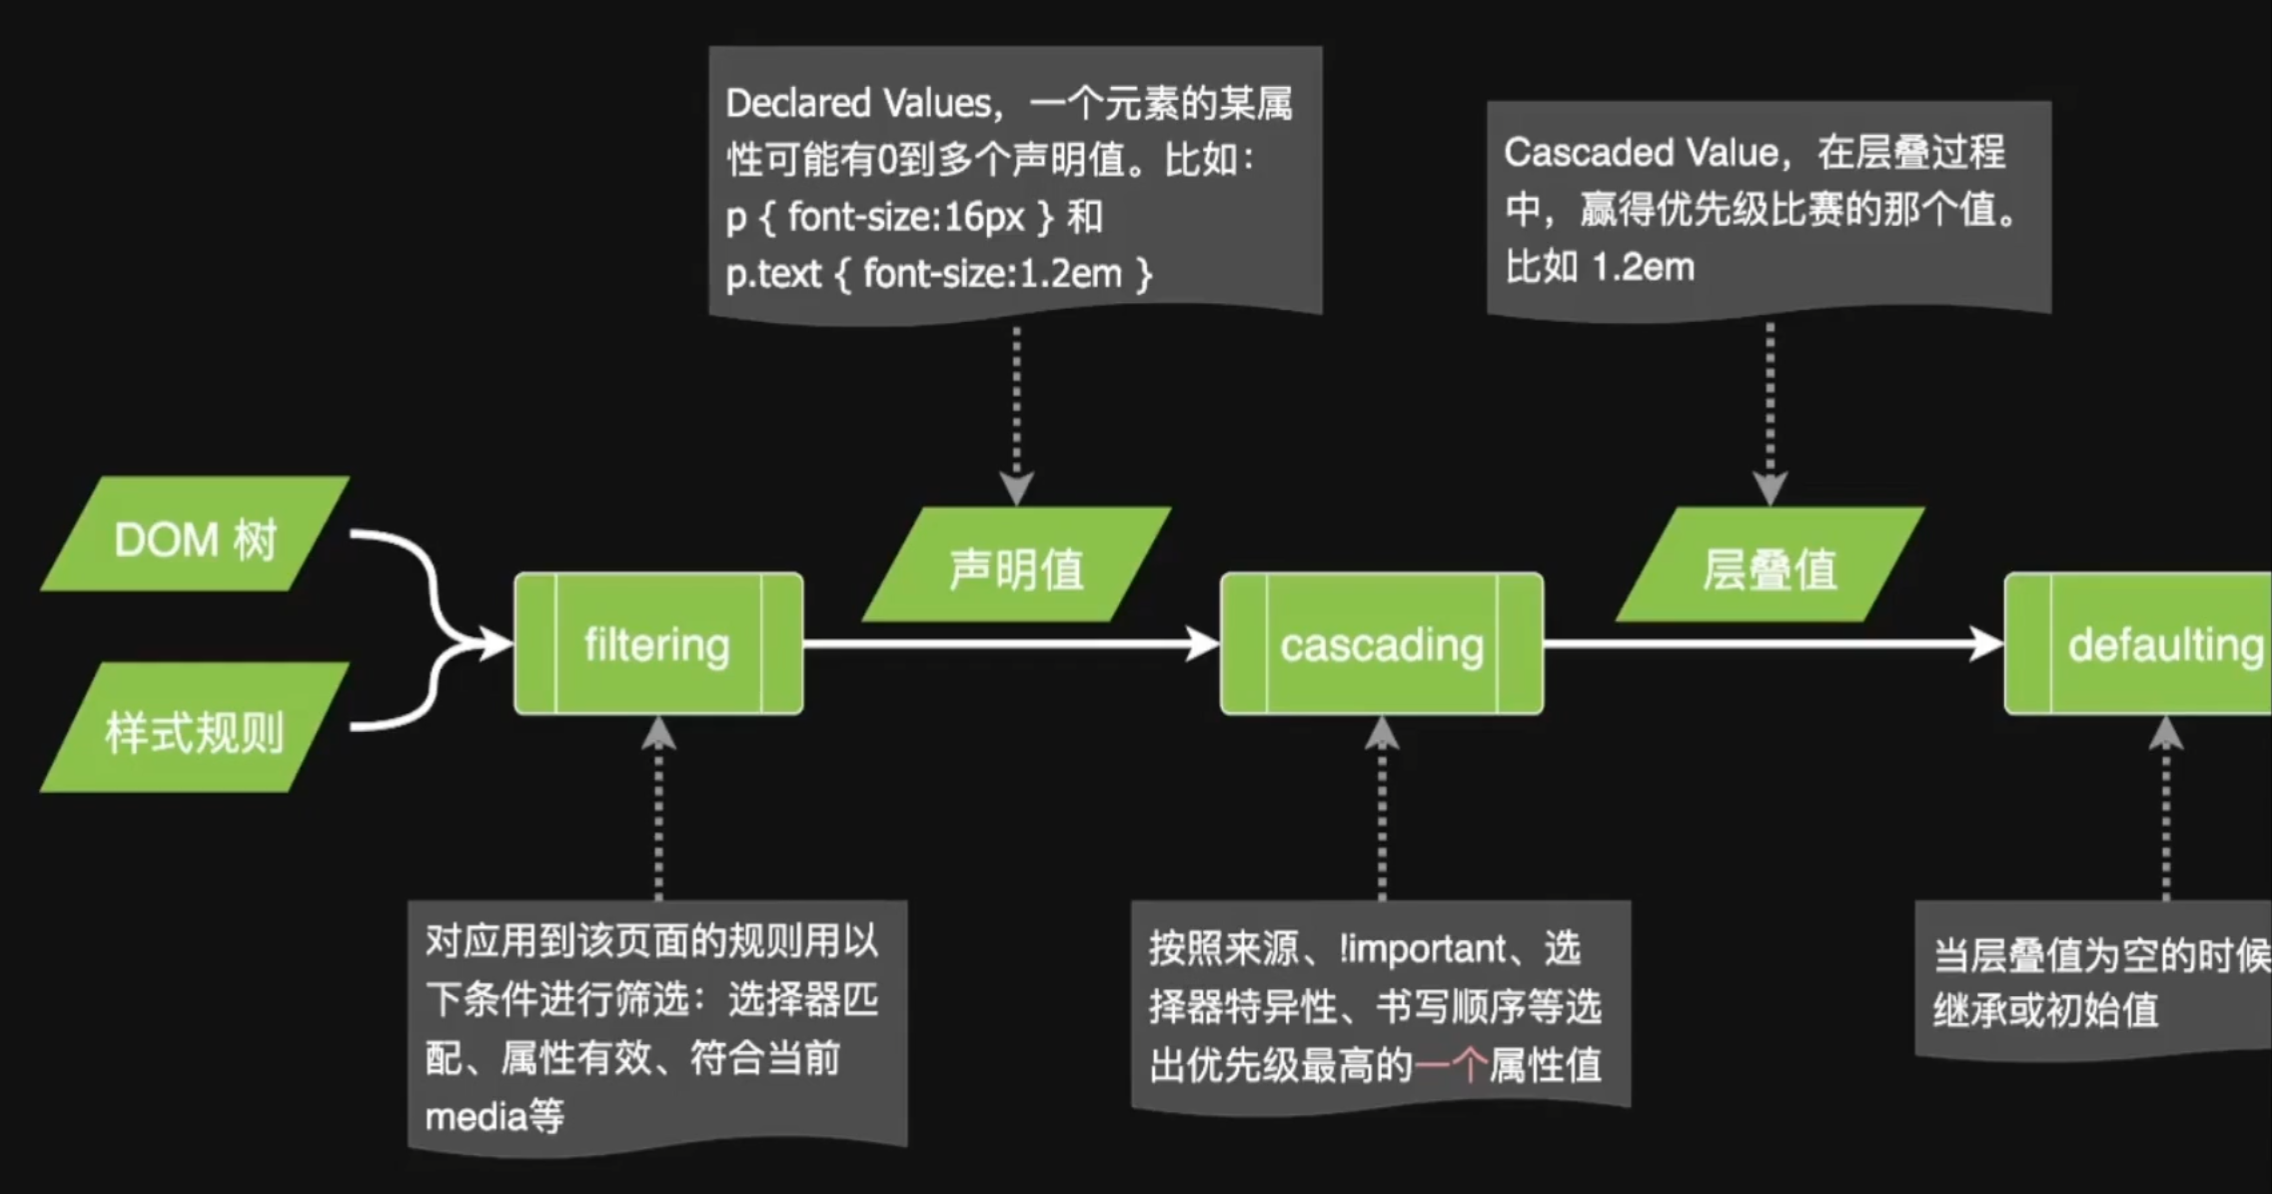 Declared Values，一个元素的某属
性可能有0到多个声明值。比如：
p { font-size:16px } 和
p.text { font-size:1.2em }
Cascaded Value，在层叠过程
中，赢得优先级比赛的那个值。
比如 1.2em
DOM 树
样式规则
filtering
声明值
cascading
层叠值
defaulting
对应用到该页面的规则用以
下条件进行筛选：选择器匹
配、属性有效、符合当前
media等
按照来源、!important、选
择器特异性、书写顺序等选
出优先级最高的一个属性值
当层叠值为空的时候
继承或初始值